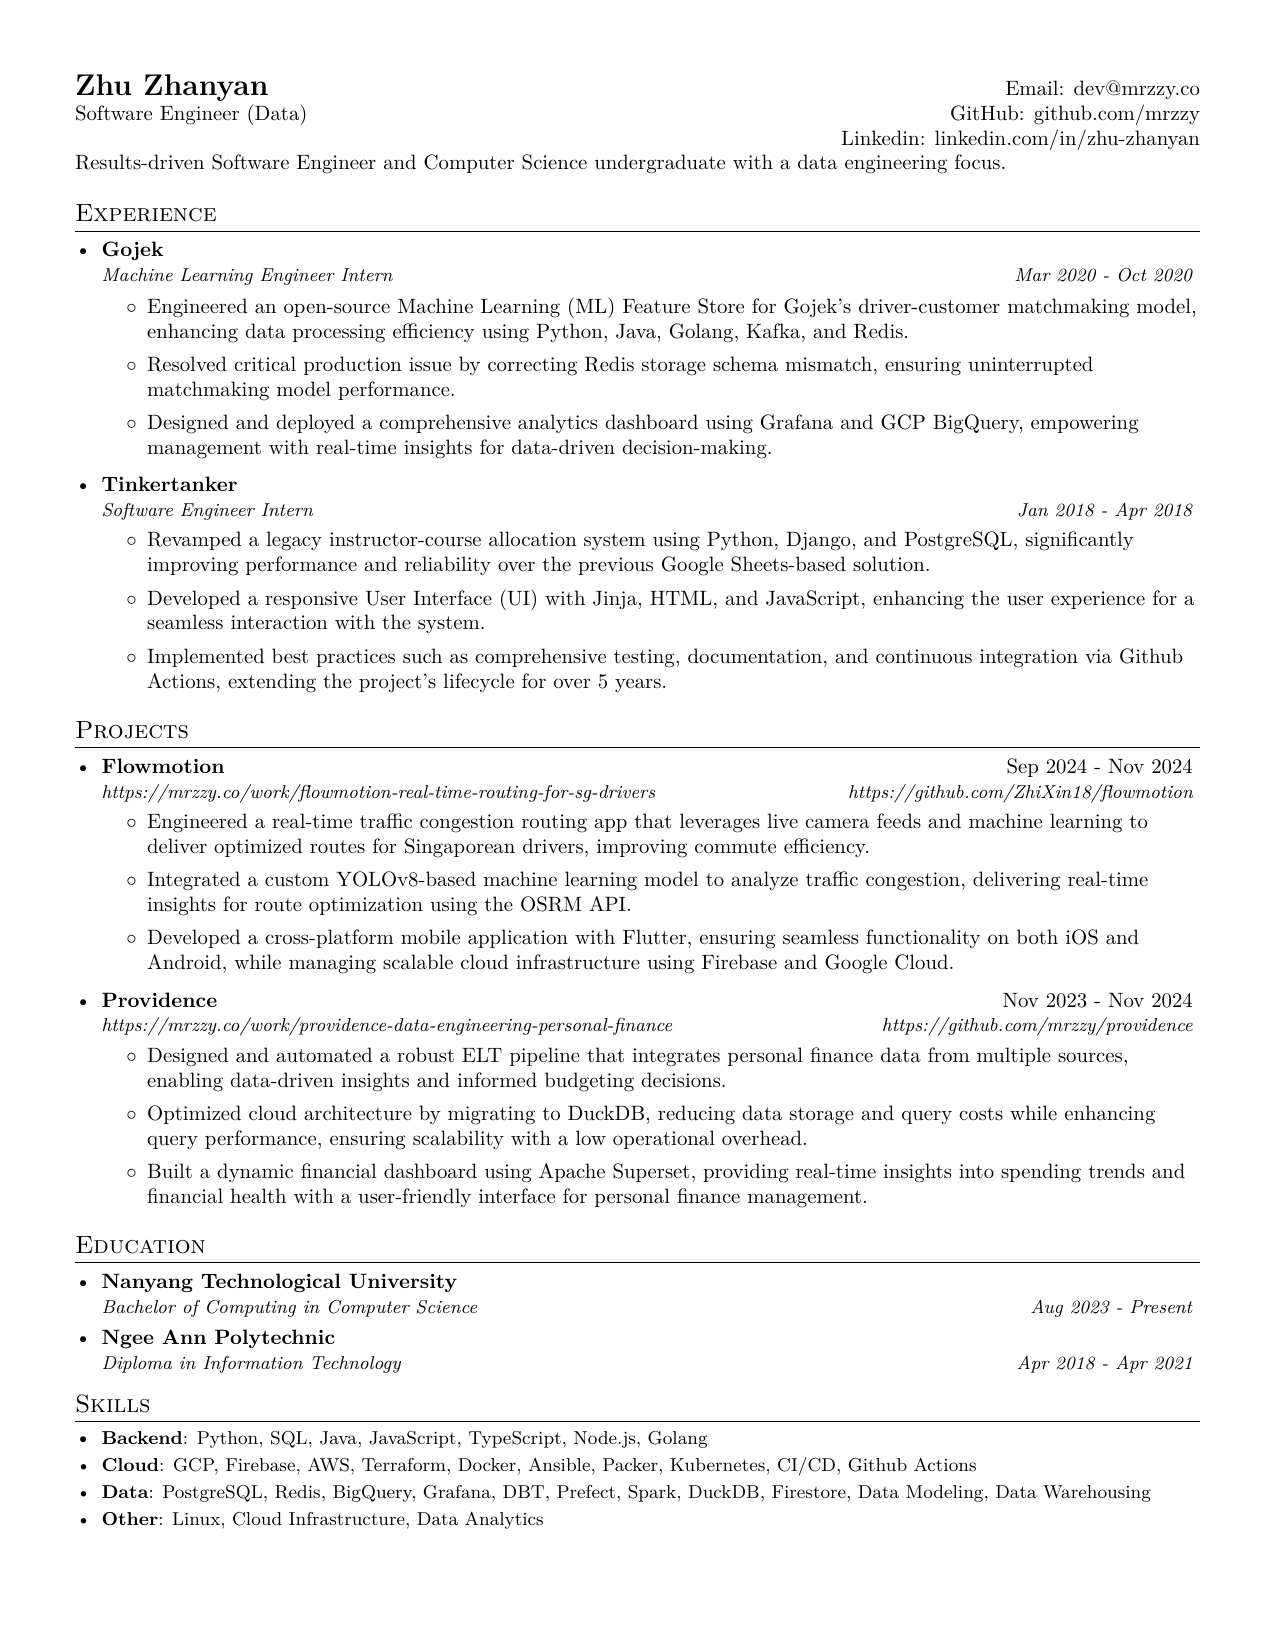 Zhu Zhanyan
Email: dev@mrzzy.co
Software Engineer (Data)
GitHub: github.com/mrzzy
Linkedin: linkedin.com/in/zhu-zhanyan
Results-driven Software Engineer and Computer Science undergraduate with a data engineering focus.
Experience
• Gojek
Machine Learning Engineer Intern Mar 2020 - Oct 2020
◦ Engineered an open-source Machine Learning (ML) Feature Store for Gojek's driver-customer matchmaking model,
enhancing data processing efficiency using Python, Java, Golang, Kafka, and Redis.
◦ Resolved critical production issue by correcting Redis storage schema mismatch, ensuring uninterrupted
matchmaking model performance.
◦ Designed and deployed a comprehensive analytics dashboard using Grafana and GCP BigQuery, empowering
management with real-time insights for data-driven decision-making.
• Tinkertanker
Software Engineer Intern Jan 2018 - Apr 2018
◦ Revamped a legacy instructor-course allocation system using Python, Django, and PostgreSQL, significantly
improving performance and reliability over the previous Google Sheets-based solution.
◦ Developed a responsive User Interface (UI) with Jinja, HTML, and JavaScript, enhancing the user experience for a
seamless interaction with the system.
◦ Implemented best practices such as comprehensive testing, documentation, and continuous integration via Github
Actions, extending the project's lifecycle for over 5 years.
Projects
• Flowmotion Sep 2024 - Nov 2024
https://mrzzy.co/work/flowmotion-real-time-routing-for-sg-drivers https://github.com/ZhiXin18/flowmotion
◦ Engineered a real-time traffic congestion routing app that leverages live camera feeds and machine learning to
deliver optimized routes for Singaporean drivers, improving commute efficiency.
◦ Integrated a custom YOLOv8-based machine learning model to analyze traffic congestion, delivering real-time
insights for route optimization using the OSRM API.
◦ Developed a cross-platform mobile application with Flutter, ensuring seamless functionality on both iOS and
Android, while managing scalable cloud infrastructure using Firebase and Google Cloud.
• Providence Nov 2023 - Nov 2024
https://mrzzy.co/work/providence-data-engineering-personal-finance https://github.com/mrzzy/providence
◦ Designed and automated a robust ELT pipeline that integrates personal finance data from multiple sources,
enabling data-driven insights and informed budgeting decisions.
◦ Optimized cloud architecture by migrating to DuckDB, reducing data storage and query costs while enhancing
query performance, ensuring scalability with a low operational overhead.
◦ Built a dynamic financial dashboard using Apache Superset, providing real-time insights into spending trends and
financial health with a user-friendly interface for personal finance management.
Education
• Nanyang Technological University
Bachelor of Computing in Computer Science Aug 2023 - Present
• Ngee Ann Polytechnic
Diploma in Information Technology Apr 2018 - Apr 2021
Skills
• Backend: Python, SQL, Java, JavaScript, TypeScript, Node.js, Golang
• Cloud: GCP, Firebase, AWS, Terraform, Docker, Ansible, Packer, Kubernetes, CI/CD, Github Actions
• Data: PostgreSQL, Redis, BigQuery, Grafana, DBT, Prefect, Spark, DuckDB, Firestore, Data Modeling, Data Warehousing
• Other: Linux, Cloud Infrastructure, Data Analytics